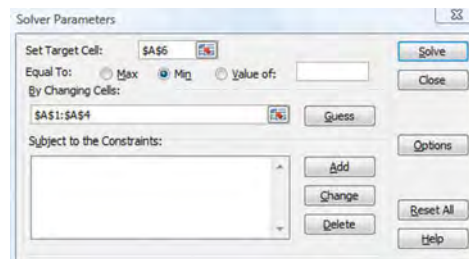 Solver Parameters
Set Target Cell: $A$6 Solve
Equal To: Max Min Value of: Close
By Changing Cells:
$A$1:$A$4 Guess
Subject to the Constraints: Options
Add
Change
Reset All
Delete
Help